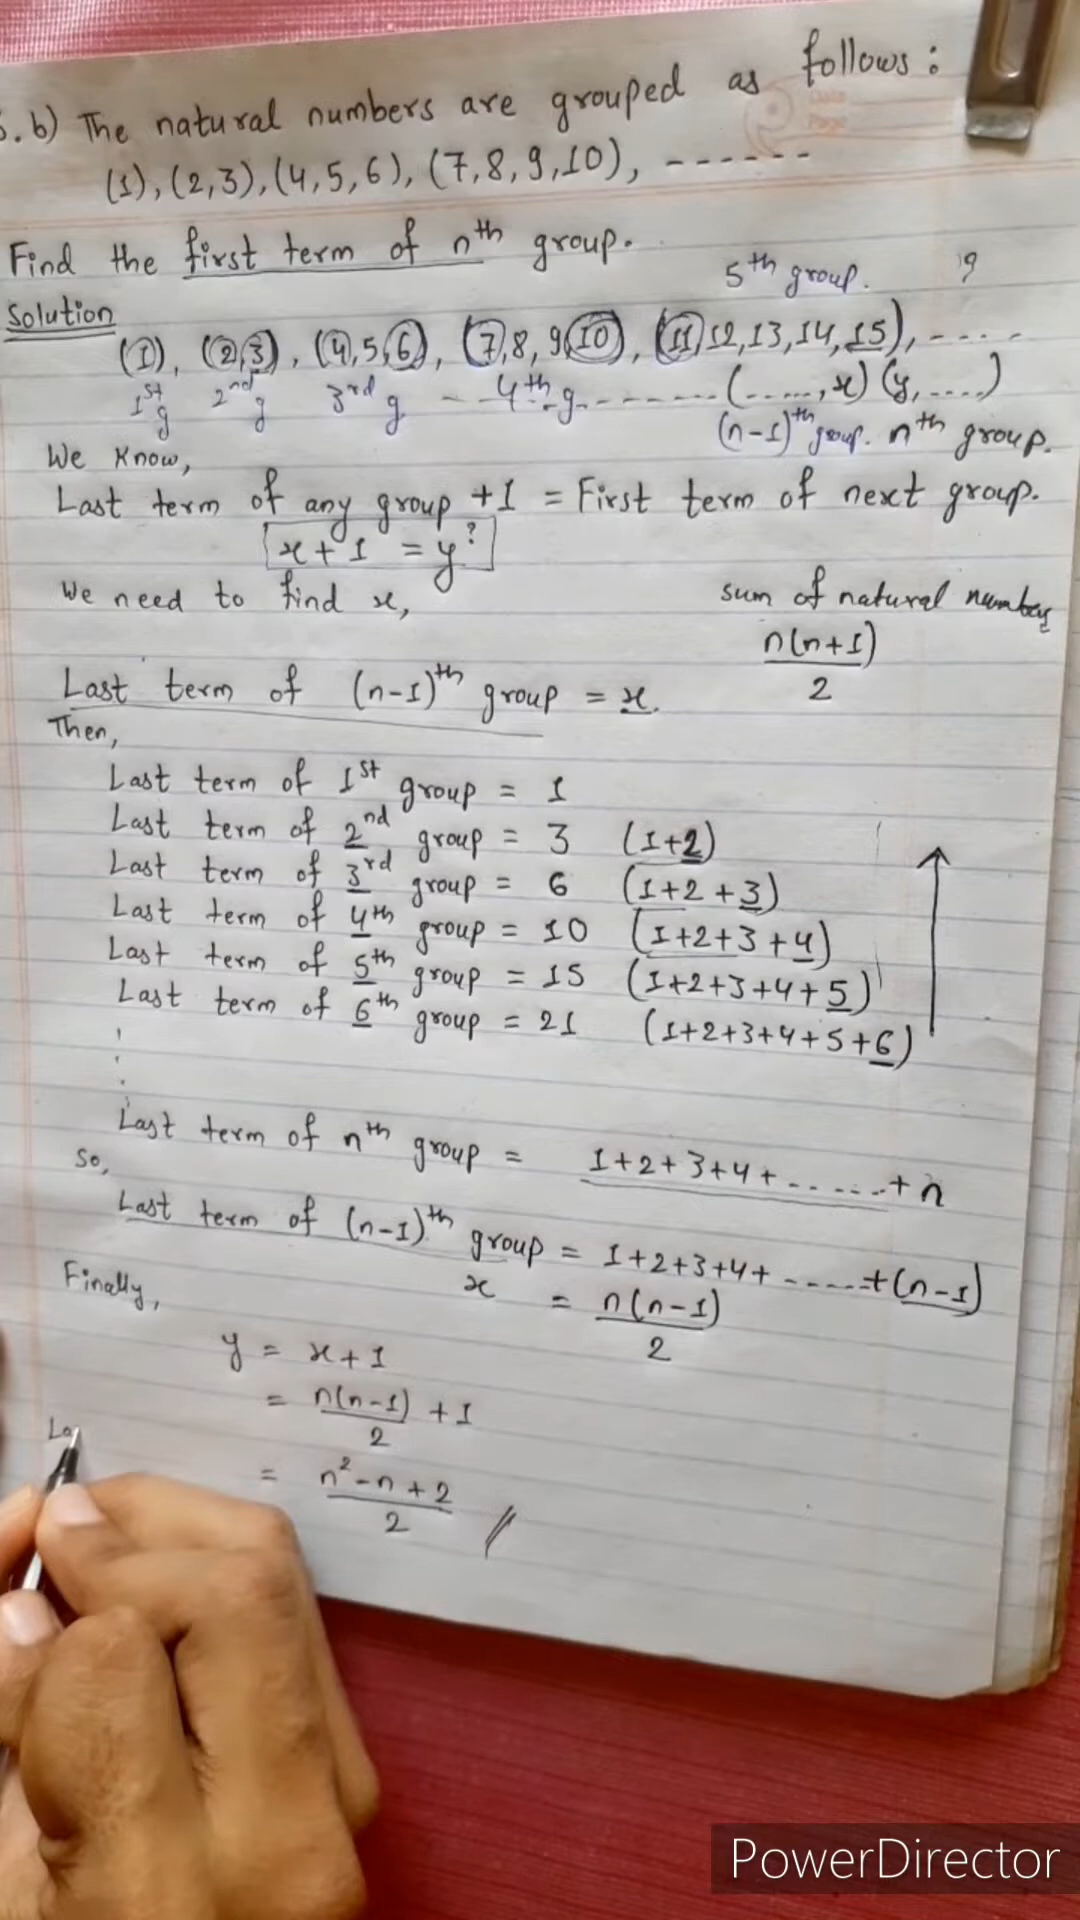 b) The natural numbers are grouped as follows:
(1), (2,3), (4,5,6), (7,8,9,10), ------
Find the first term of nth group.
5th group. ?
Solution
(1), (2,3), (4,5,6), (7,8,9,10), (11,12,13,14,15), -----
1st g 2nd g 3rd g -- 4th g. ------- (......, x) (y, .....)
(n-1)th group. nth group.
We know,
Last term of any group +1 = First term of next group.
x+1 = y?
We need to find x,
sum of natural number
n(n+1)
2
Last term of (n-1)th group = x.
Then,
Last term of 1st group = 1
Last term of 2nd group = 3 (1+2)
Last term of 3rd group = 6 (1+2+3)
Last term of 4th group = 10 (1+2+3+4)
Last term of 5th group = 15 (1+2+3+4+5)
Last term of 6th group = 21 (1+2+3+4+5+6)
Last term of nth group = 1+2+3+4+......+n
So,
Last term of (n-1)th group = 1+2+3+4+......+(n-1)
x = n(n-1)
2
Finally,
y = x+1
= n(n-1) + 1
2
= n²-n+2
2
La
PowerDirector